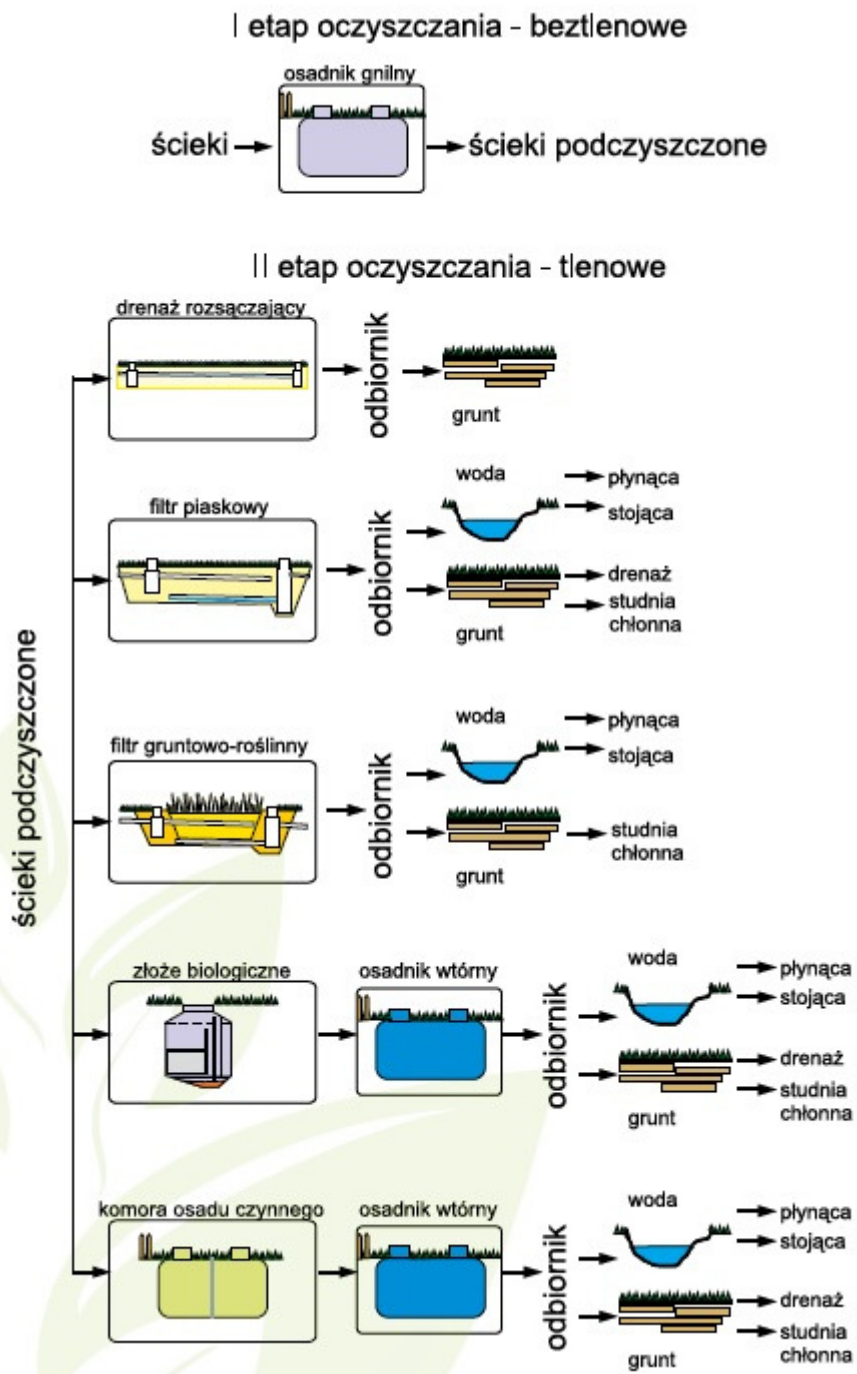 I etap oczyszczania - beztlenowe
osadnik gnilny
ścieki
ścieki podczyszczone
II etap oczyszczania - tlenowe
ścieki podczyszczone
drenaż rozsączający
odbiornik
grunt
filtr piaskowy
odbiornik
woda
płynąca
stojąca
drenaż
studnia
chłonna
grunt
filtr gruntowo-roślinny
odbiornik
woda
płynąca
stojąca
studnia
chłonna
grunt
złoże biologiczne
osadnik wtórny
odbiornik
woda
płynąca
stojąca
drenaż
studnia
chłonna
grunt
komora osadu czynnego
osadnik wtórny
odbiornik
woda
płynąca
stojąca
drenaż
studnia
chłonna
grunt